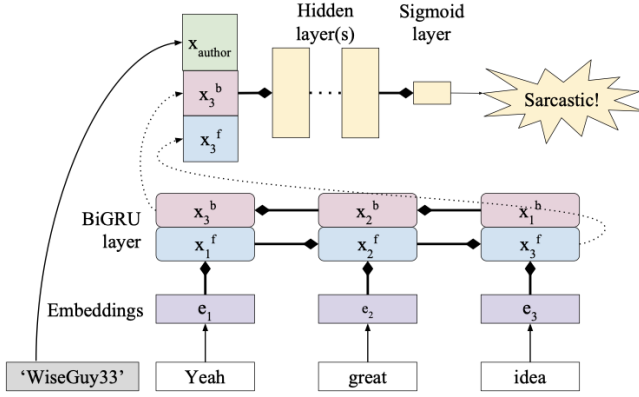 Hidden
layer(s)
Sigmoid
layer
x_author
x_3^b
x_3^f
Sarcastic!
BiGRU
layer
x_3^b x_2^b x_1^b
x_1^f x_2^f x_3^f
Embeddings
e_1 e_2 e_3
‘WiseGuy33’ Yeah great idea